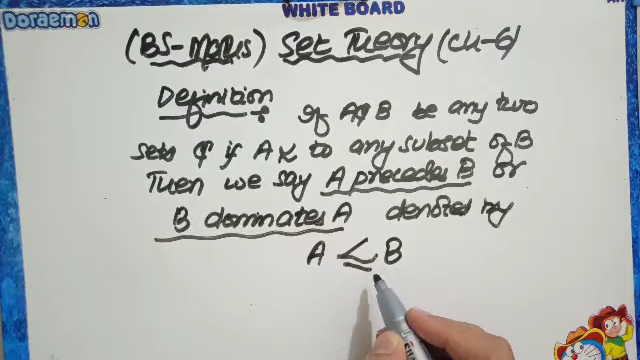 Doraemon WHITE BOARD
(BS-Maths) Set Theory (CH-6)
Definition :- If A & B be any two
sets & if A ≺ to any subset of B
Then we say A precedes B or
B dominates A denoted by
A ≤ B